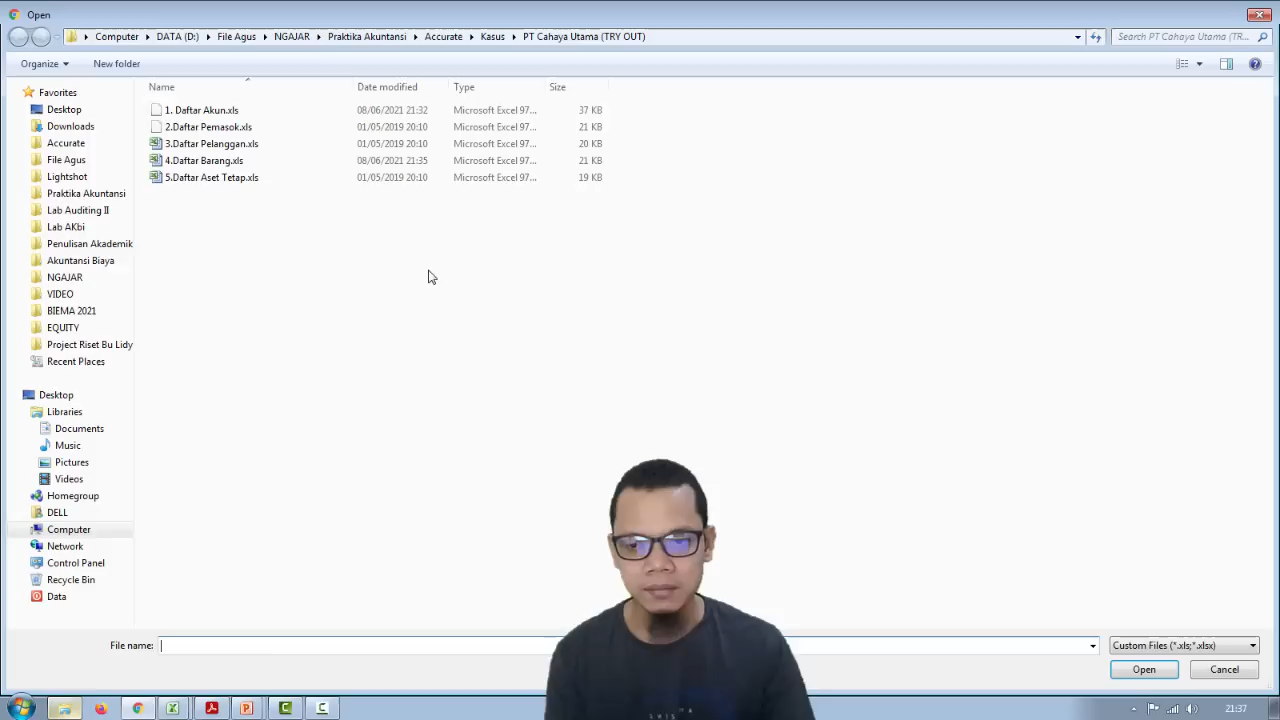 Open
Computer ▸ DATA (D:) ▸ File Agus ▸ NGAJAR ▸ Praktika Akuntansi ▸ Accurate ▸ Kasus ▸ PT Cahaya Utama (TRY OUT)
Search PT Cahaya Utama (TR...
Organize
New folder
Name Date modified Type Size
1. Daftar Akun.xls 08/06/2021 21:32 Microsoft Excel 97... 37 KB
2.Daftar Pemasok.xls 01/05/2019 20:10 Microsoft Excel 97... 21 KB
3.Daftar Pelanggan.xls 01/05/2019 20:10 Microsoft Excel 97... 20 KB
4.Daftar Barang.xls 08/06/2021 21:35 Microsoft Excel 97... 21 KB
5.Daftar Aset Tetap.xls 01/05/2019 20:10 Microsoft Excel 97... 19 KB
Favorites
Desktop
Downloads
Accurate
File Agus
Lightshot
Praktika Akuntansi
Lab Auditing II
Lab AKbi
Penulisan Akademik
Akuntansi Biaya
NGAJAR
VIDEO
BIEMA 2021
EQUITY
Project Riset Bu Lidy
Recent Places
Desktop
Libraries
Documents
Music
Pictures
Videos
Homegroup
DELL
Computer
Network
Control Panel
Recycle Bin
Data
File name:
Custom Files (*.xls;*.xlsx)
Open
Cancel
21:37